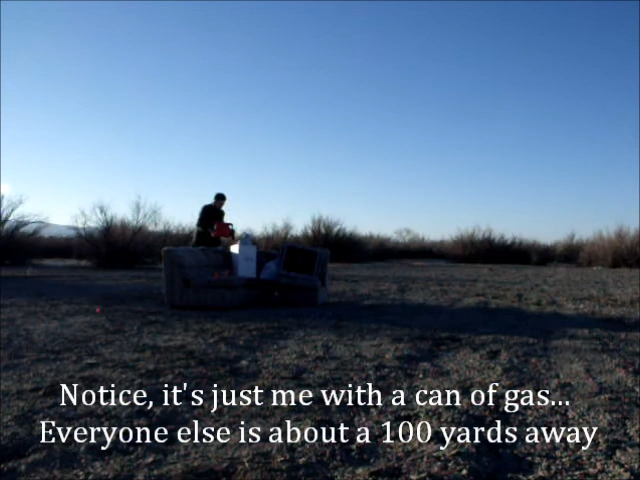 Notice, it's just me with a can of gas...
Everyone else is about a 100 yards away